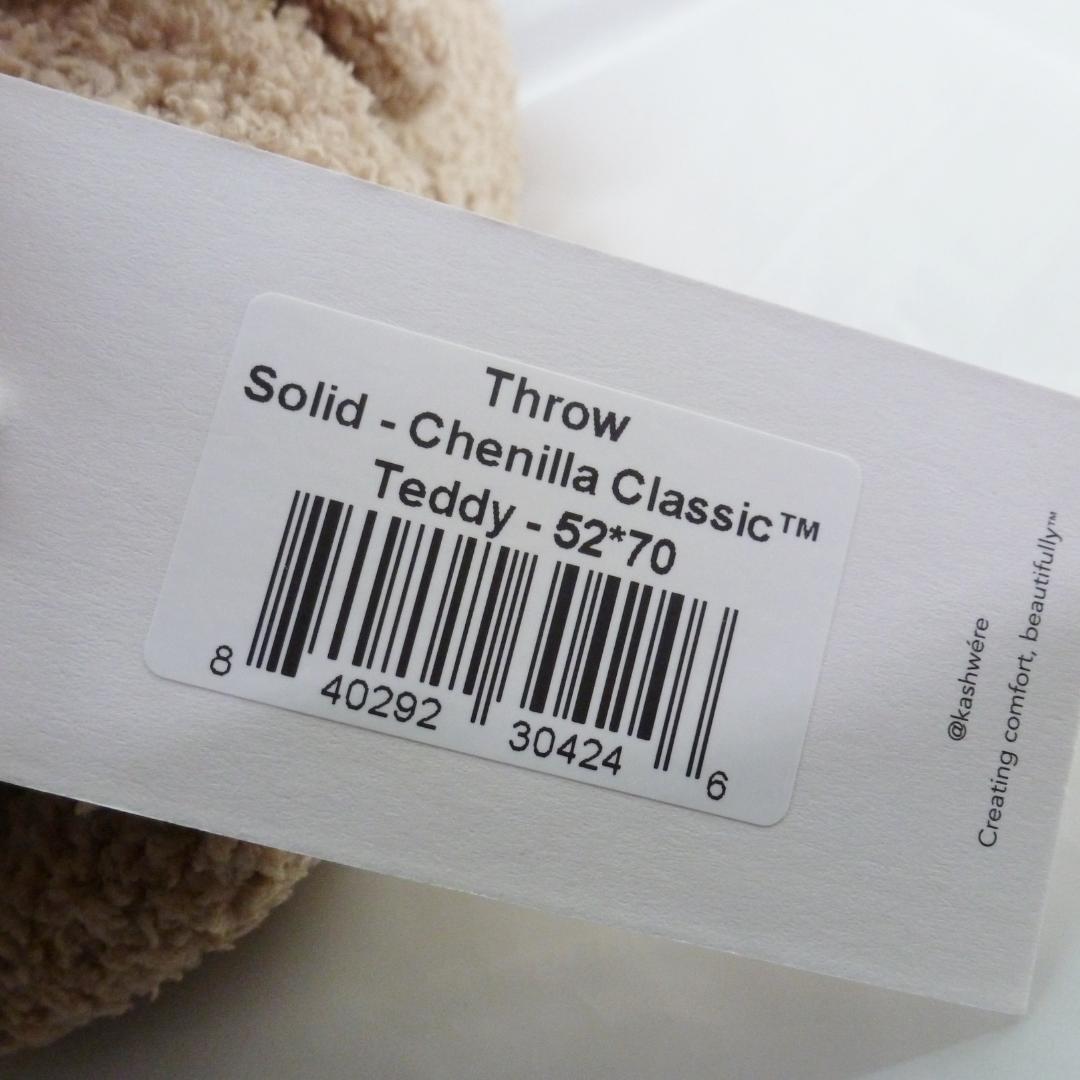 Throw
Solid - Chenilla Classic™
Teddy - 52*70
8 40292 30424 6
@kashwére
Creating comfort, beautifully™